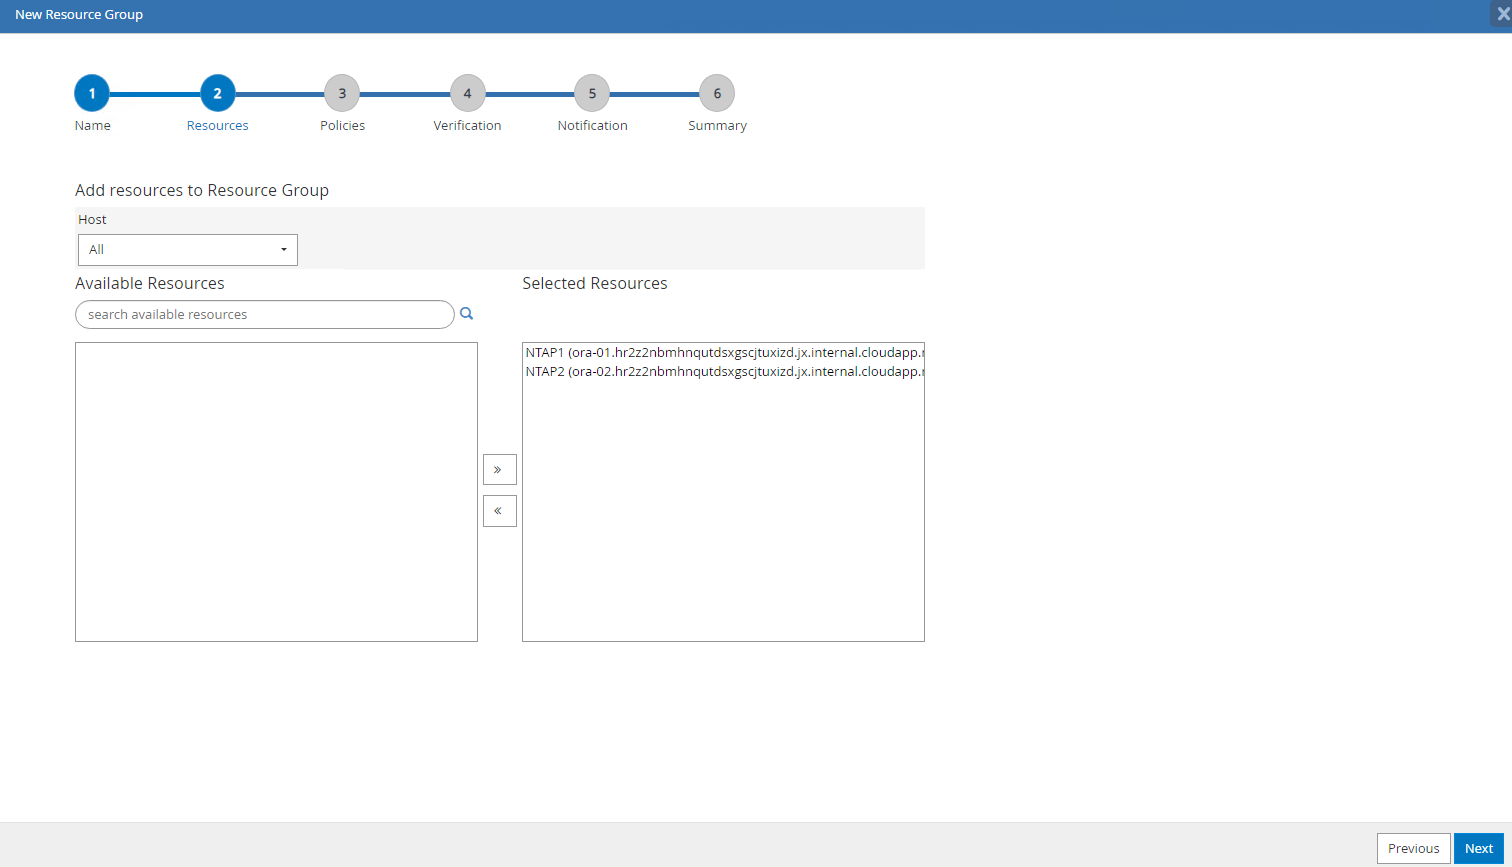 New Resource Group
1 2 3 4 5 6
Name Resources Policies Verification Notification Summary
Add resources to Resource Group
Host
All
Available Resources Selected Resources
search available resources
NTAP1 (ora-01.hr2z2nbmhnqutdsxgscjtuxizd.jx.internal.cloudapp.
NTAP2 (ora-02.hr2z2nbmhnqutdsxgscjtuxizd.jx.internal.cloudapp.
»
«
Previous Next